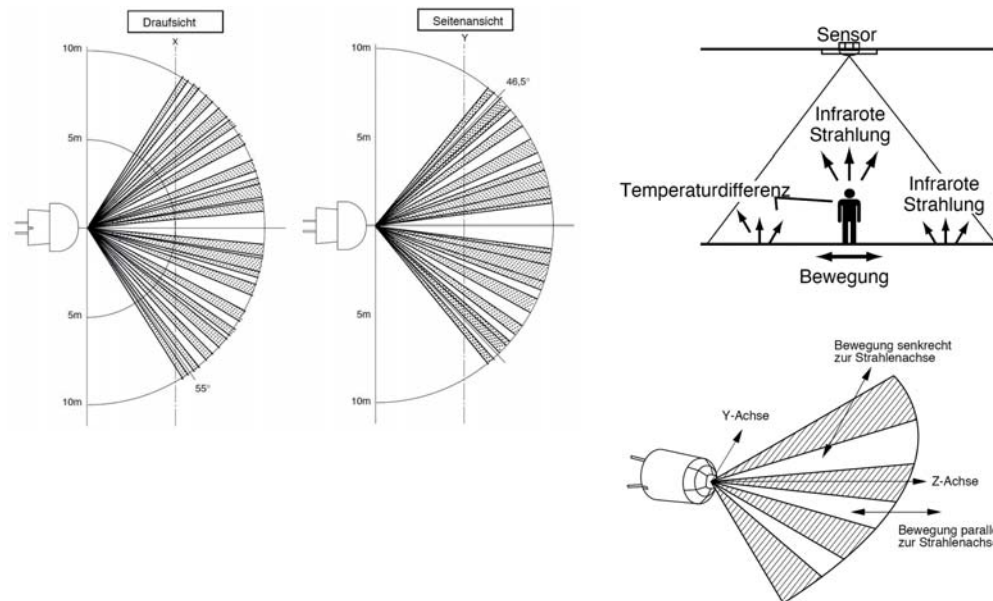 Draufsicht
X
10m
5m
5m
10m
55°
Seitenansicht
Y
10m
5m
46,5°
5m
10m
Sensor
Infrarote
Strahlung
Temperaturdifferenz
Infrarote
Strahlung
Bewegung
Bewegung senkrecht
zur Strahlenachse
Y-Achse
Z-Achse
Bewegung paralle
zur Strahlenachs